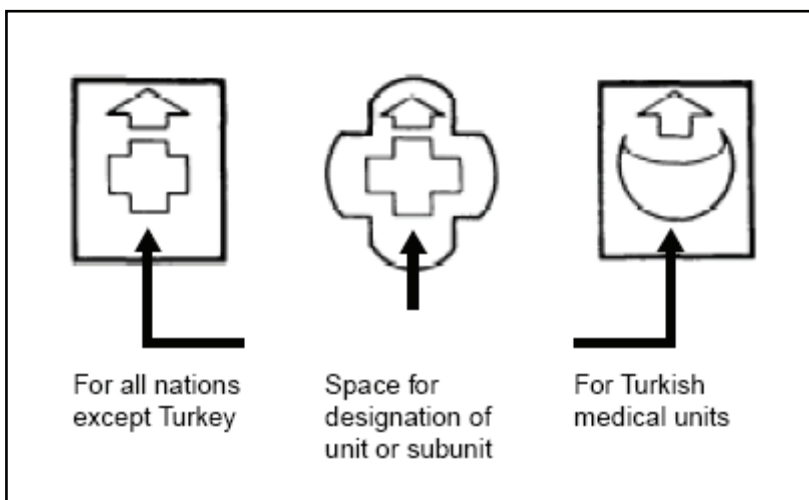 For all nations
except Turkey
Space for
designation of
unit or subunit
For Turkish
medical units